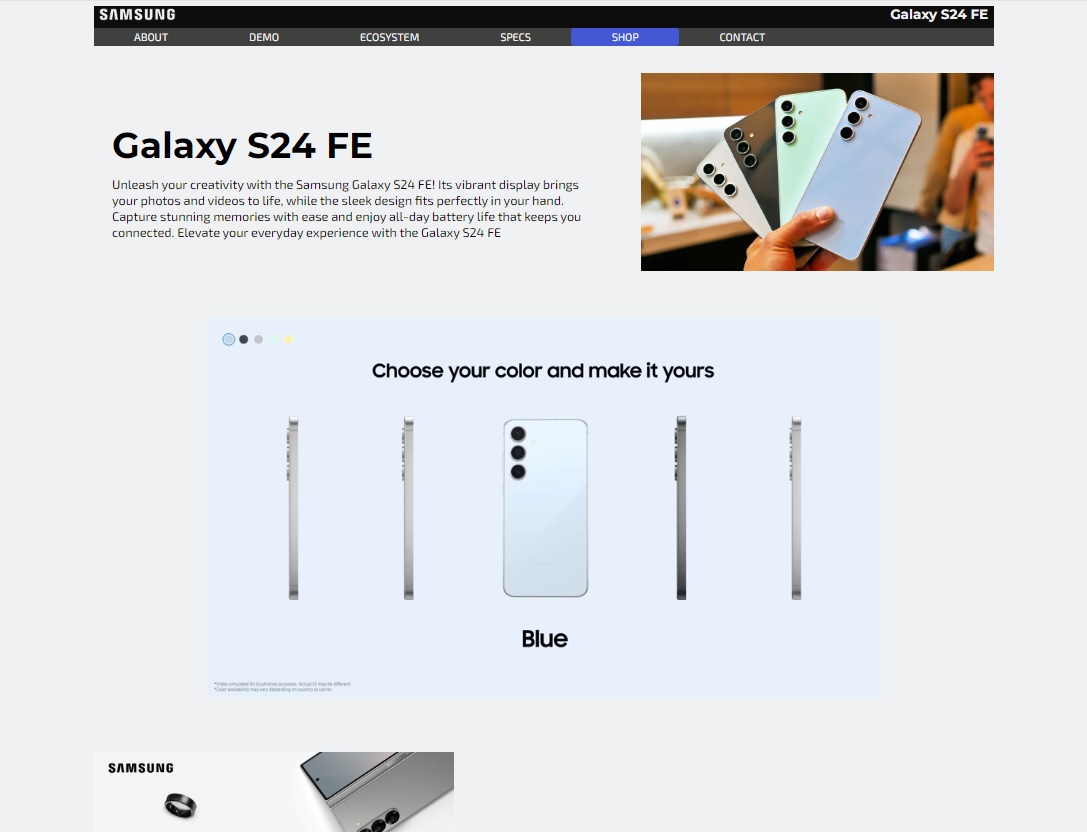 SAMSUNG
Galaxy S24 FE
ABOUT DEMO ECOSYSTEM SPECS SHOP CONTACT
Galaxy S24 FE
Unleash your creativity with the Samsung Galaxy S24 FE! Its vibrant display brings
your photos and videos to life, while the sleek design fits perfectly in your hand.
Capture stunning memories with ease and enjoy all-day battery life that keeps you
connected. Elevate your everyday experience with the Galaxy S24 FE
Choose your color and make it yours
Blue
*Video simulated for illustrative purposes. Actual UI may be different.
*Color availability may vary depending on country or carrier.
SAMSUNG